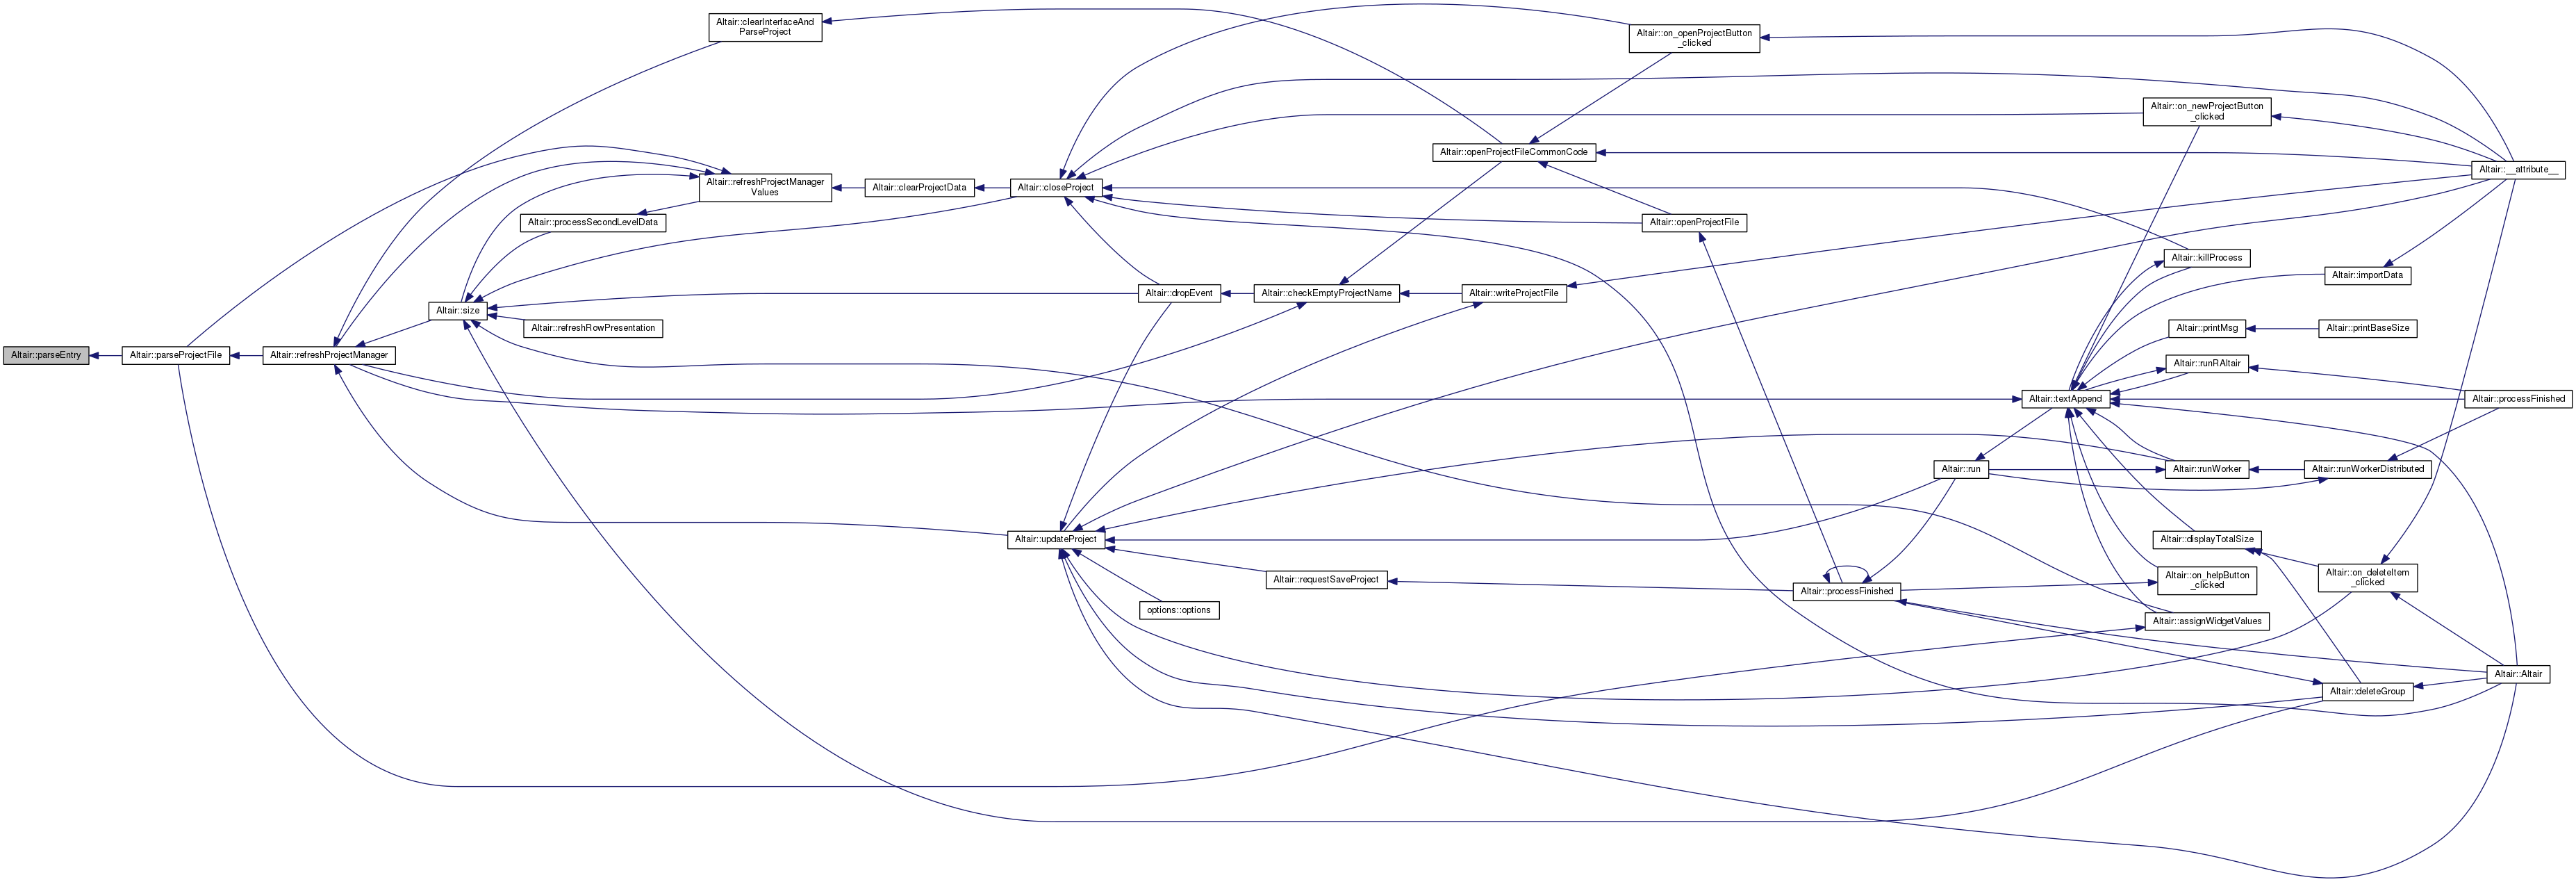 Altair::clearInterfaceAnd
ParseProject
Altair::on_openProjectButton
_clicked
Altair::on_newProjectButton
_clicked
Altair::openProjectFileCommonCode
Altair::__attribute__
Altair::refreshProjectManager
Values
Altair::clearProjectData
Altair::closeProject
Altair::processSecondLevelData
Altair::openProjectFile
Altair::killProcess
Altair::importData
Altair::dropEvent
Altair::checkEmptyProjectName
Altair::writeProjectFile
Altair::size
Altair::refreshRowPresentation
Altair::printMsg
Altair::printBaseSize
Altair::parseEntry
Altair::parseProjectFile
Altair::refreshProjectManager
Altair::runRAltair
Altair::textAppend
Altair::processFinished
Altair::run
Altair::runWorker
Altair::runWorkerDistributed
Altair::updateProject
Altair::displayTotalSize
Altair::requestSaveProject
Altair::on_helpButton
_clicked
Altair::on_deleteItem
_clicked
Altair::processFinished
options::options
Altair::assignWidgetValues
Altair::Altair
Altair::deleteGroup